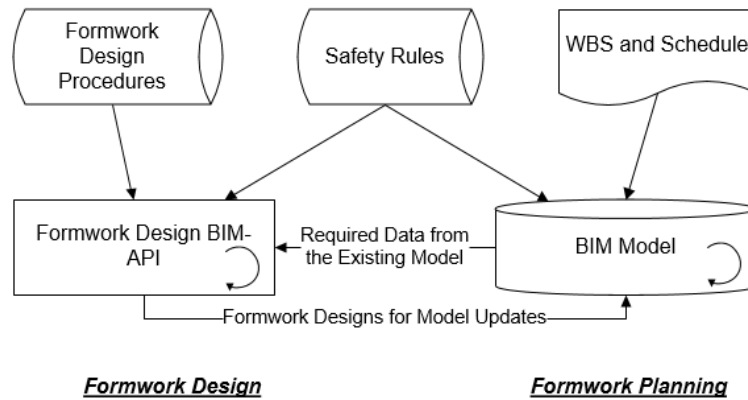 Formwork
Design
Procedures
Safety Rules
WBS and Schedule
Formwork Design BIM-
API
Required Data from
the Existing Model
BIM Model
Formwork Designs for Model Updates
Formwork Design
Formwork Planning